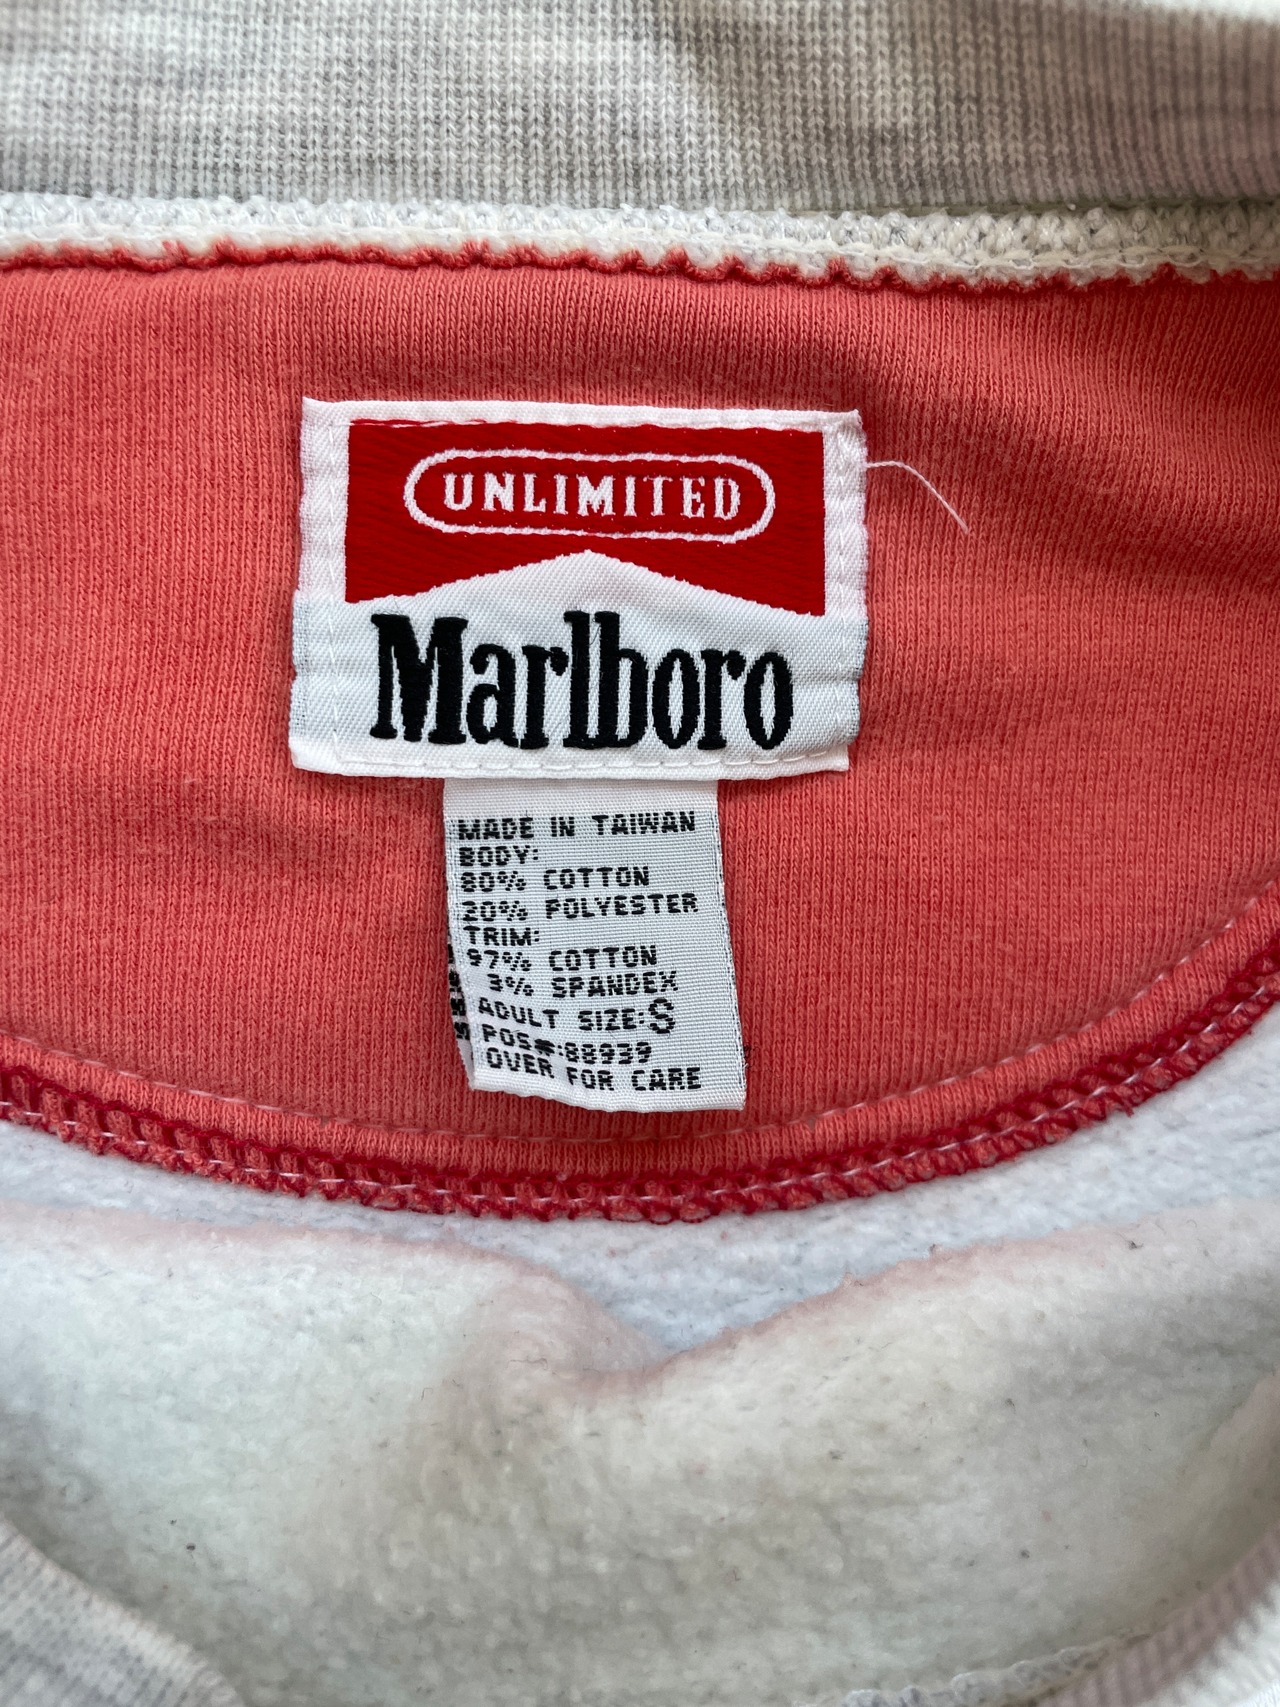 UNLIMITED
Marlboro
MADE IN TAIWAN
BODY:
80% COTTON
20% POLYESTER
TRIM:
97% COTTON
3% SPANDEX
ADULT SIZE:S
POS#:88939
OVER FOR CARE